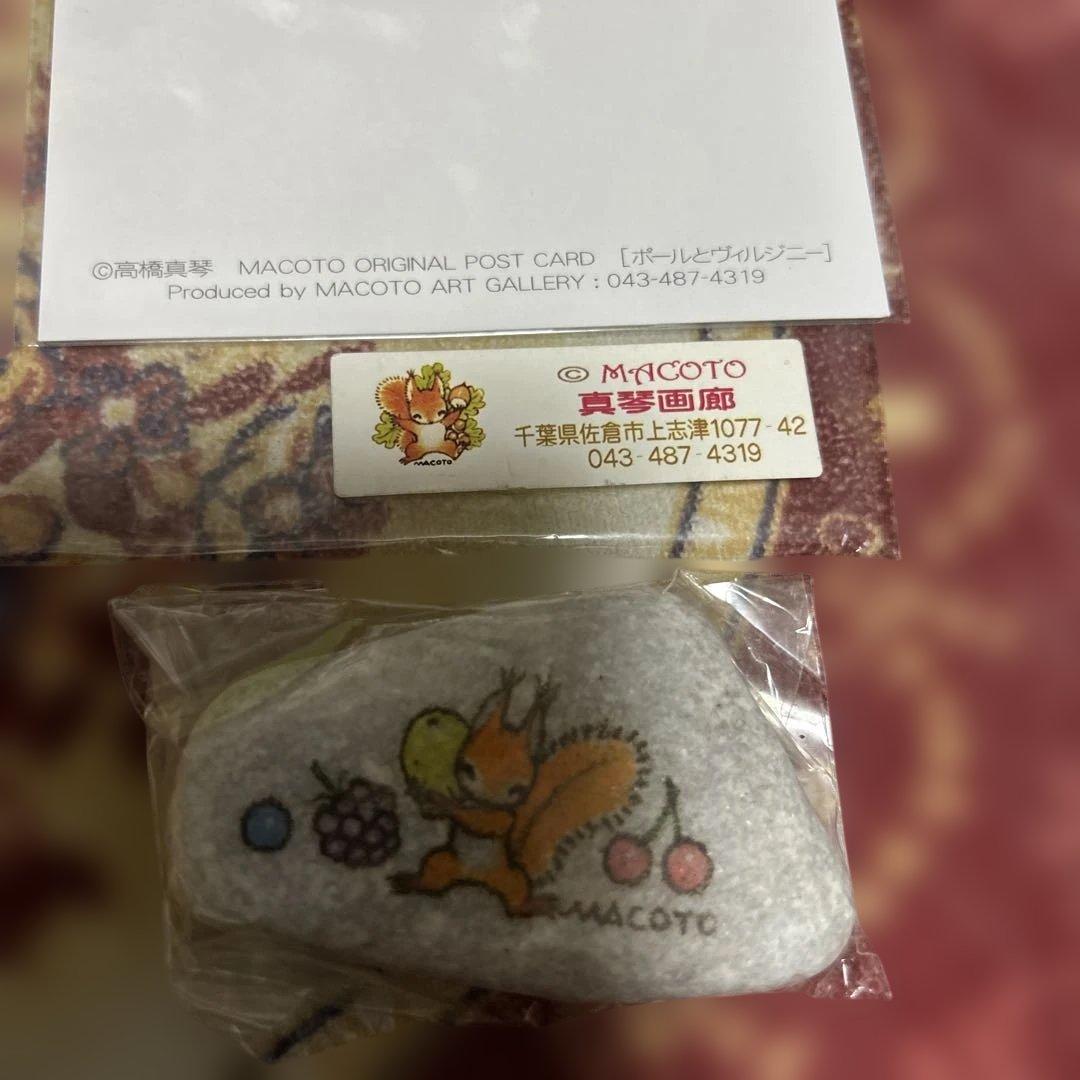 ©高橋真琴 MACOTO ORIGINAL POST CARD [ポールとヴィルジニー]
Produced by MACOTO ART GALLERY : 043-487-4319
© MACOTO
真琴画廊
千葉県佐倉市上志津1077-42
043-487-4319
MACOTO
MACOTO